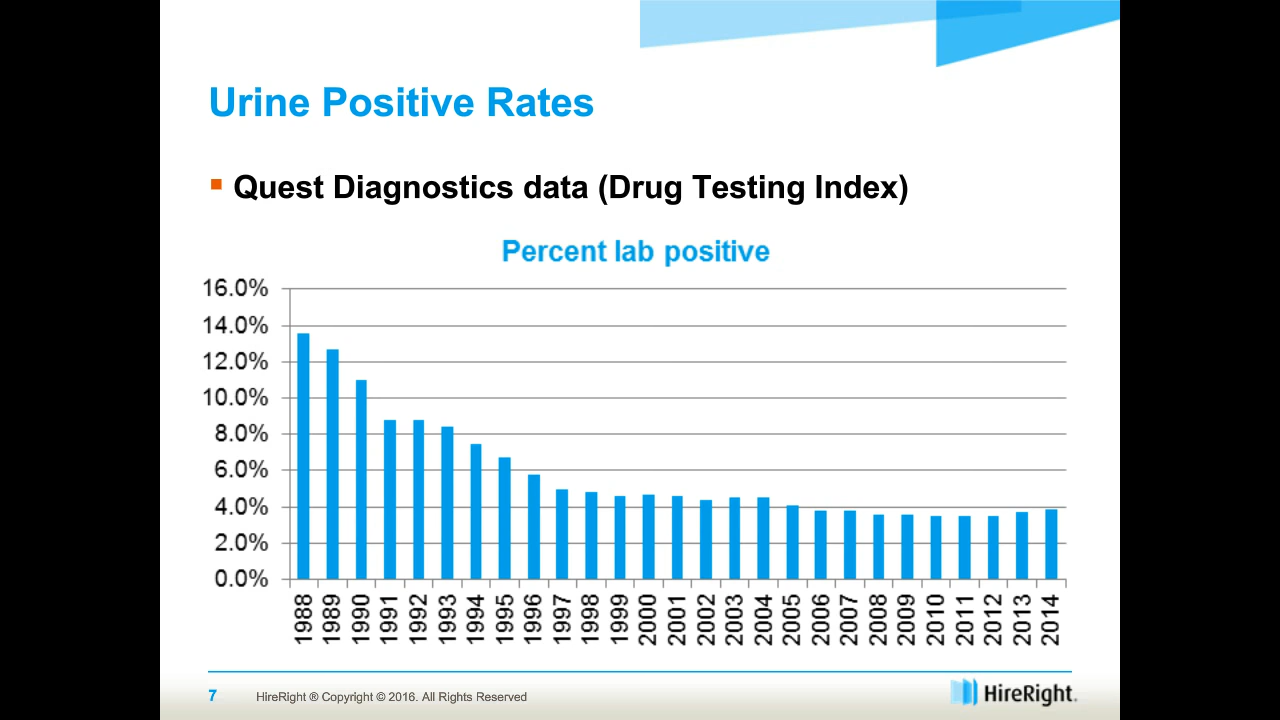 Urine Positive Rates
Quest Diagnostics data (Drug Testing Index)
Percent lab positive
16.0%
14.0%
12.0%
10.0%
8.0%
6.0%
4.0%
2.0%
0.0%
1988 1989 1990 1991 1992 1993 1994 1995 1996 1997 1998 1999 2000 2001 2002 2003 2004 2005 2006 2007 2008 2009 2010 2011 2012 2013 2014
7 HireRight ® Copyright © 2016. All Rights Reserved
HireRight.